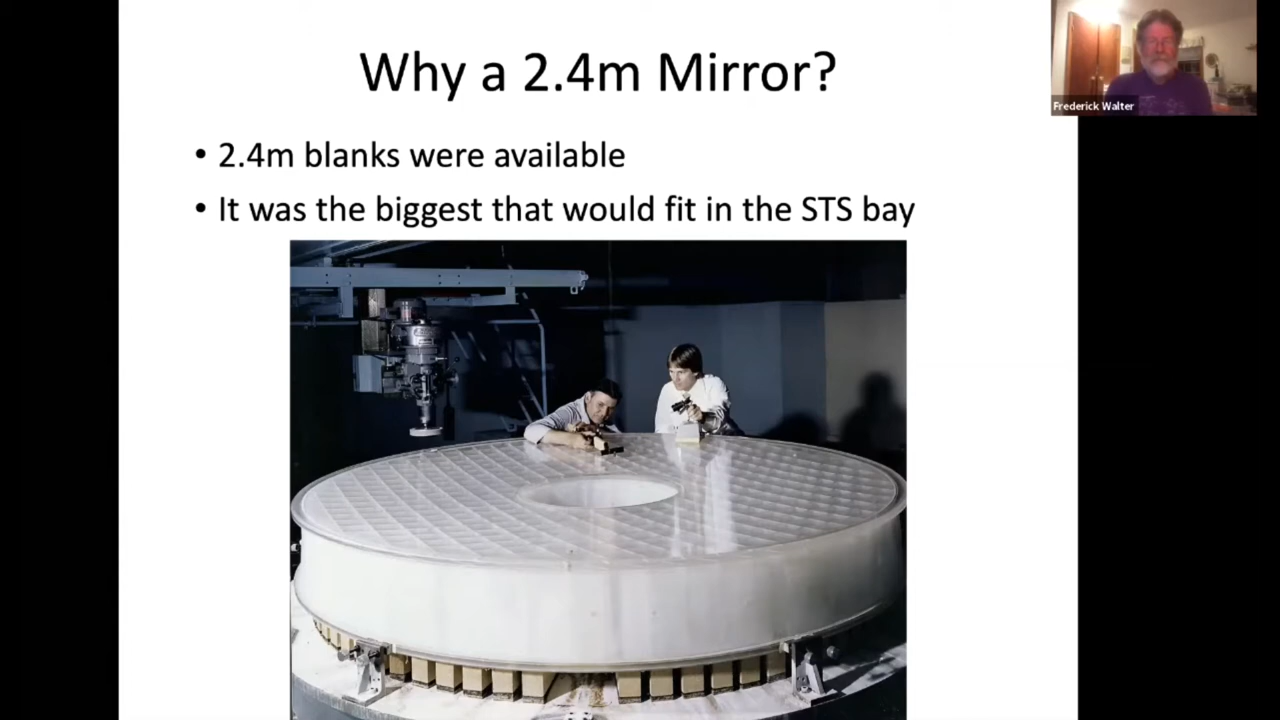 Why a 2.4m Mirror?
Frederick Walter
• 2.4m blanks were available
• It was the biggest that would fit in the STS bay